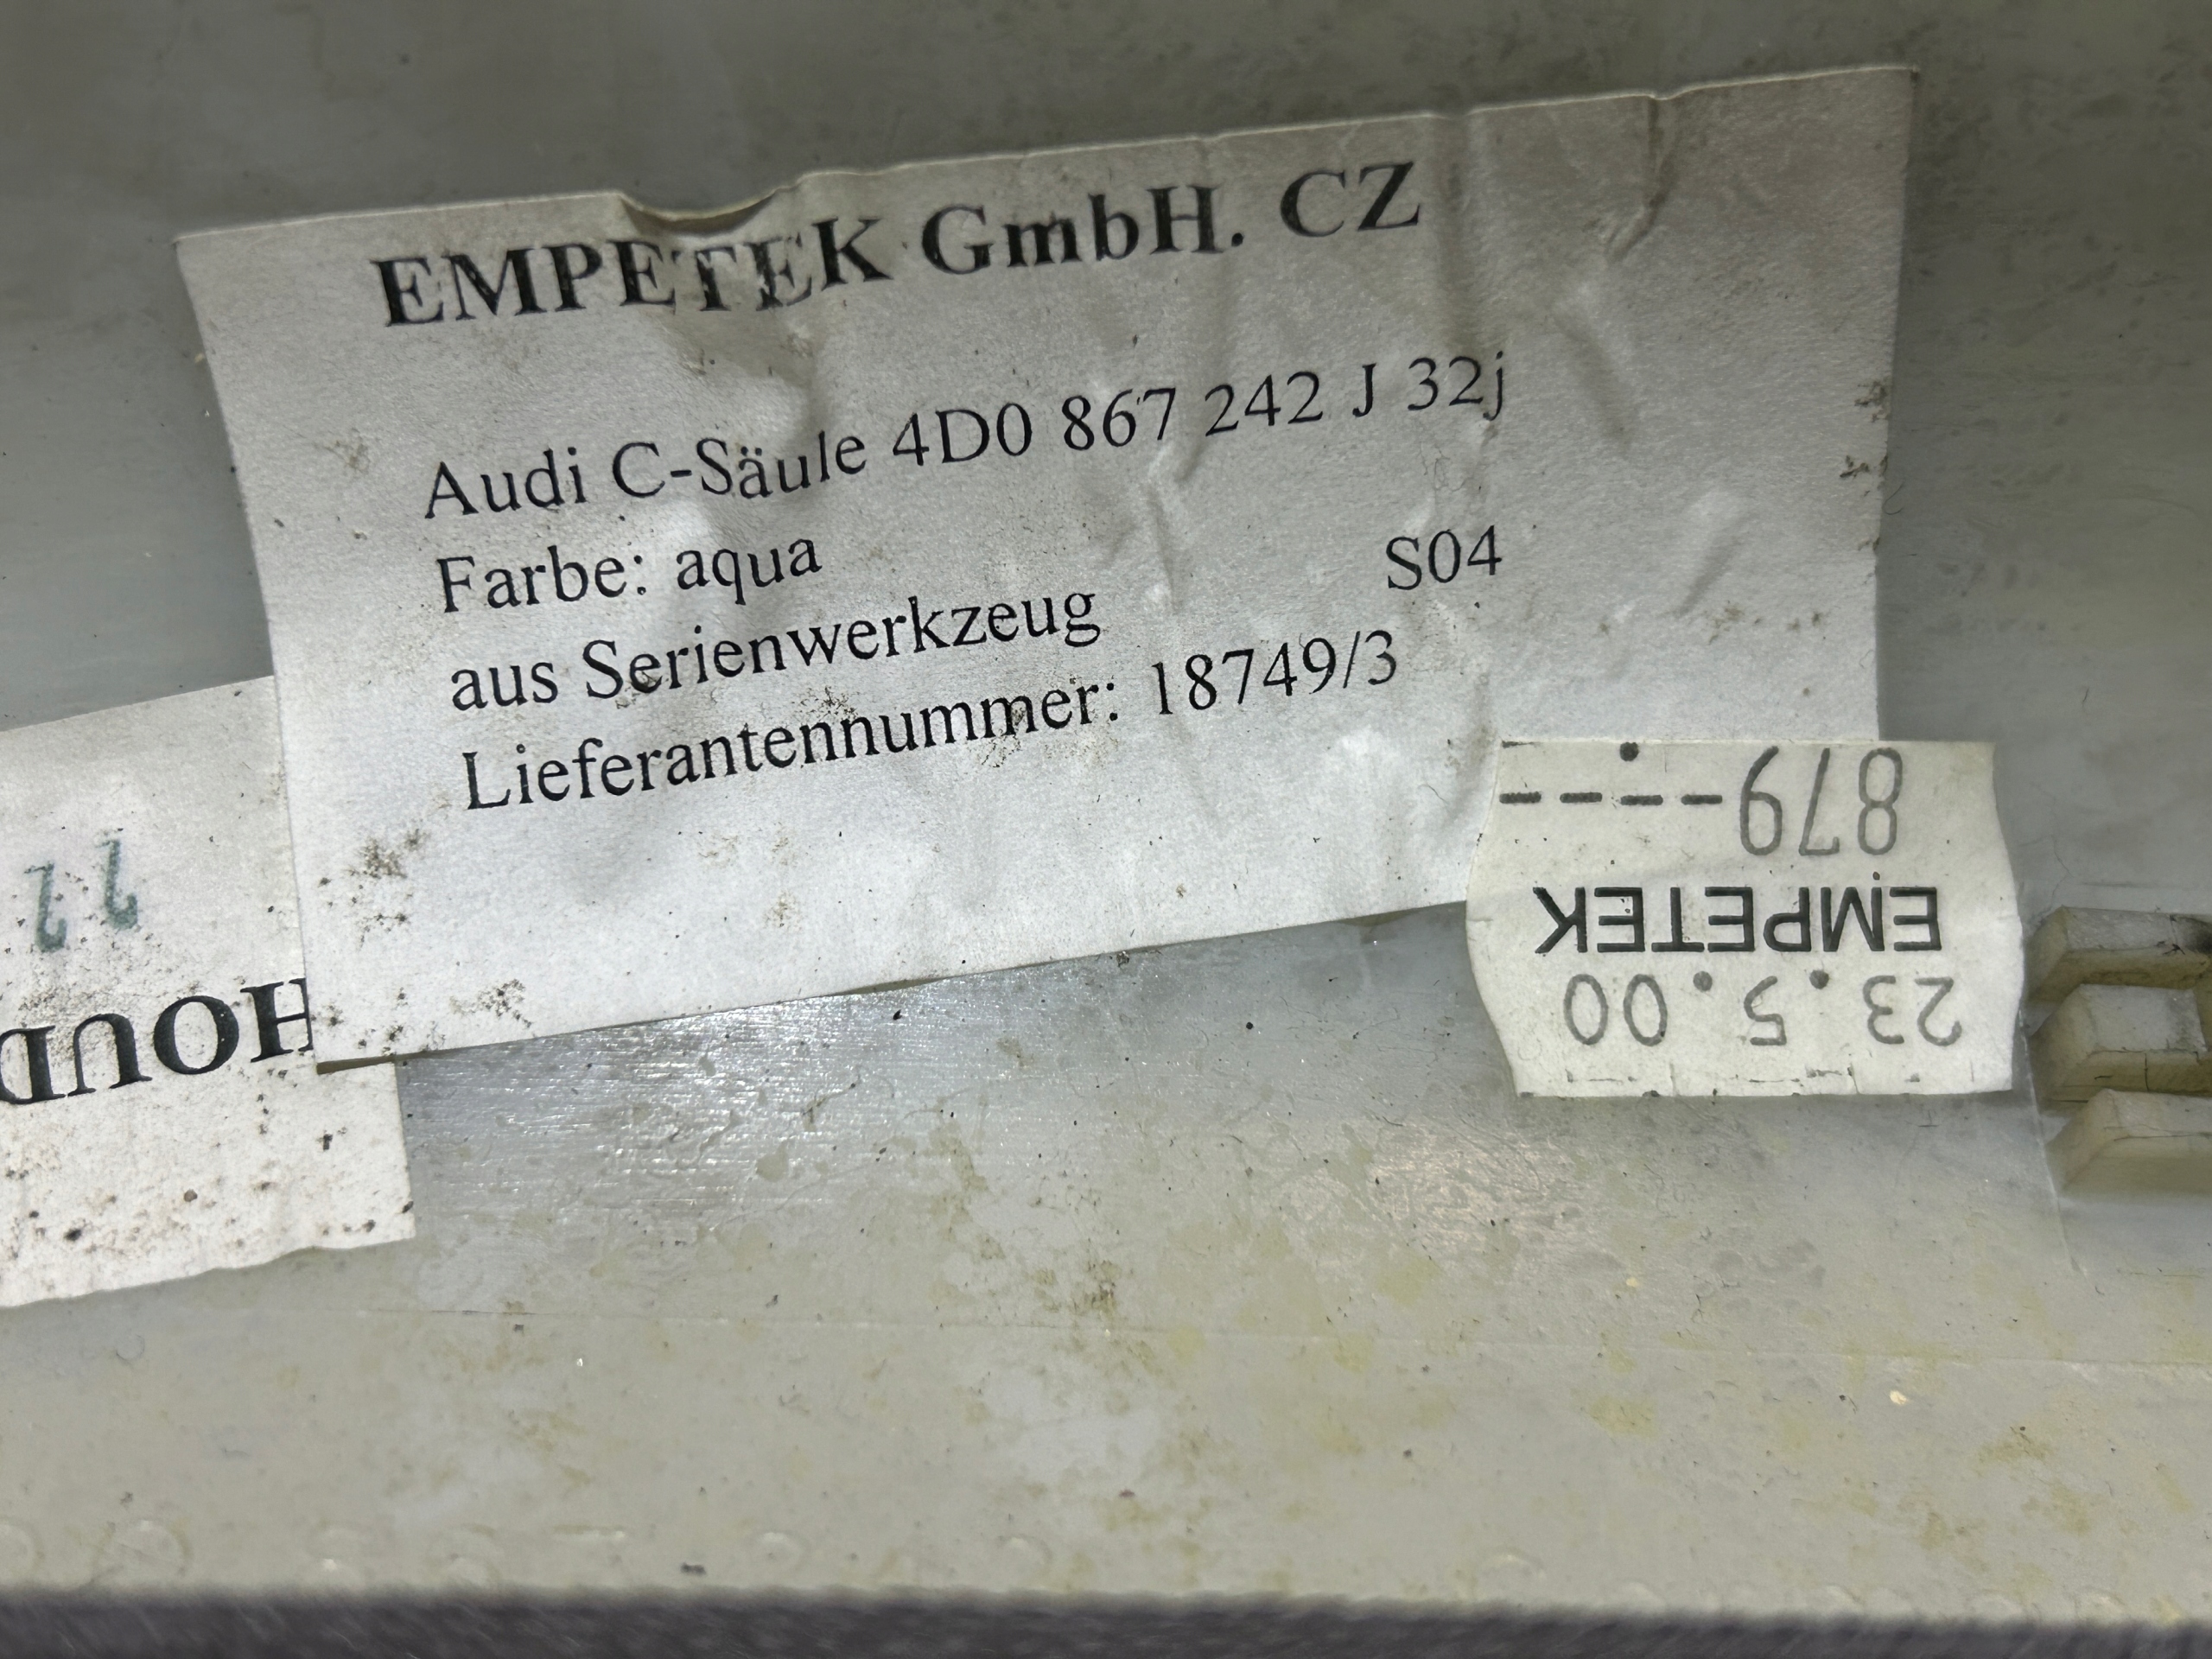 EMPETEK GmbH. CZ
Audi C-Säule 4D0 867 242 J 32j
Farbe: aqua
S04
aus Serienwerkzeug
Lieferantennummer: 18749/3
23.5.00
EMPETEK
879-----